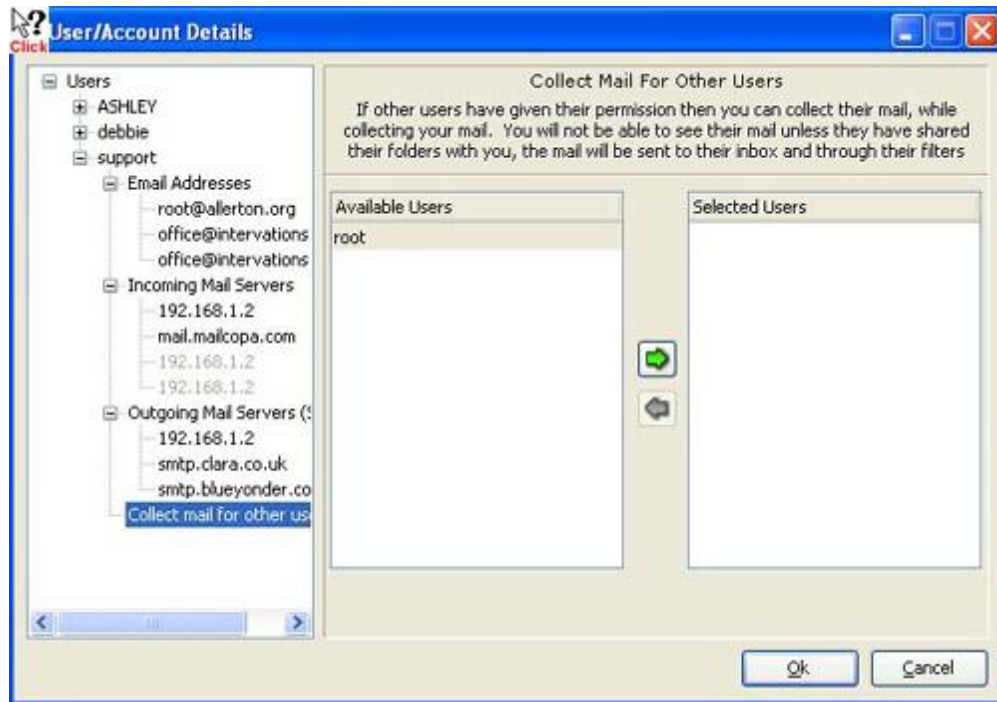 Click
User/Account Details
Users
ASHLEY
debbie
support
Email Addresses
root@allerton.org
office@intervations
office@intervations
Incoming Mail Servers
192.168.1.2
mail.mailcopa.com
192.168.1.2
192.168.1.2
Outgoing Mail Servers (S
192.168.1.2
smtp.clara.co.uk
smtp.blueyonder.co
Collect mail for other us
Collect Mail For Other Users
If other users have given their permission then you can collect their mail, while
collecting your mail. You will not be able to see their mail unless they have shared
their folders with you, the mail will be sent to their inbox and through their filters
Available Users
root
Selected Users
Ok
Cancel